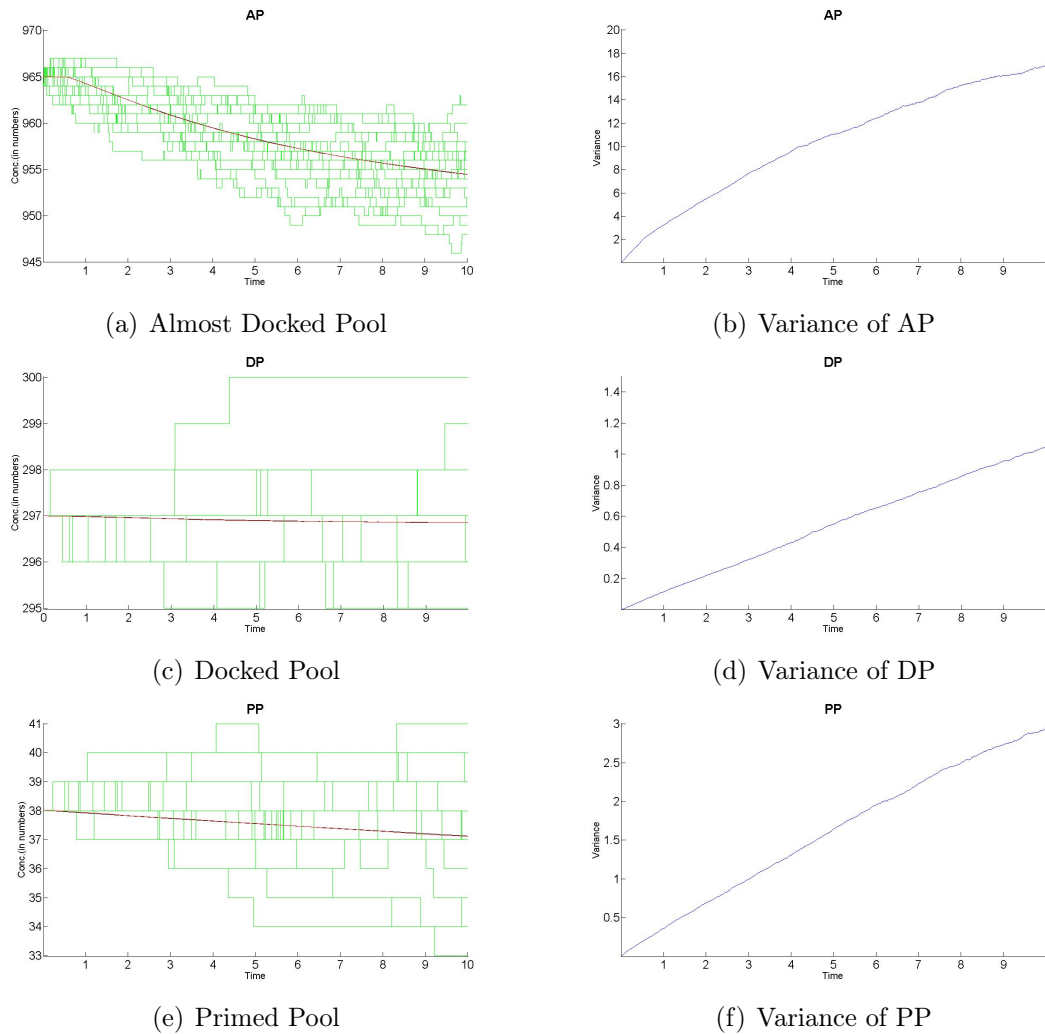 AP
970
965
960
955
950
945
Conc.(in numbers)
1 2 3 4 5 6 7 8 9 10
Time
(a) Almost Docked Pool
20
18
16
14
12
10
8
6
4
2
Variance
1 2 3 4 5 6 7 8 9
Time
(b) Variance of AP
DP
300
299
298
297
296
295
Conc.(in numbers)
0 1 2 3 4 5 6 7 8 9
Time
(c) Docked Pool
1.4
1.2
1
0.8
0.6
0.4
0.2
Variance
1 2 3 4 5 6 7 8 9
Time
(d) Variance of DP
PP
41
40
39
38
37
36
35
34
33
Conc.(in numbers)
1 2 3 4 5 6 7 8 9 10
Time
(e) Primed Pool
3
2.5
2
1.5
1
0.5
Variance
1 2 3 4 5 6 7 8 9
Time
(f) Variance of PP